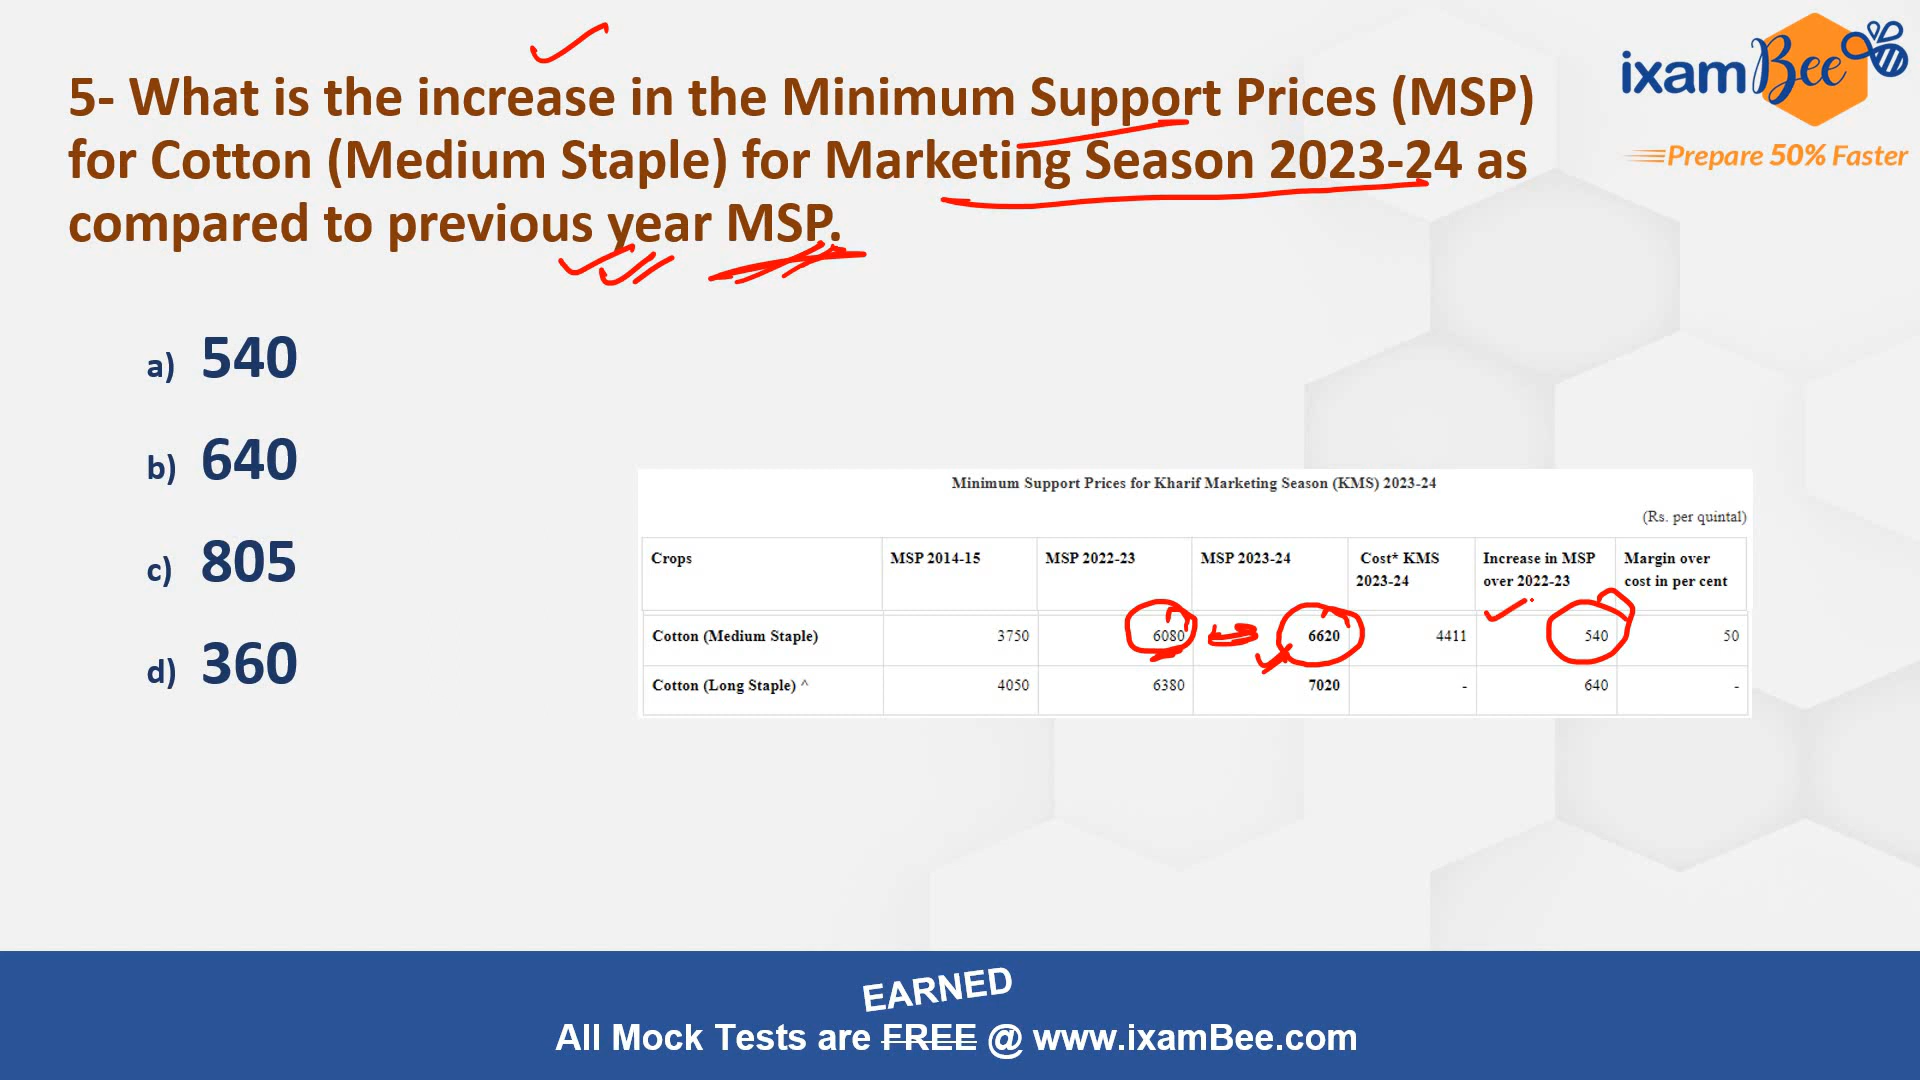 ixamBee
Prepare 50% Faster
5- What is the increase in the Minimum Support Prices (MSP)
for Cotton (Medium Staple) for Marketing Season 2023-24 as
compared to previous year MSP.
a) 540
b) 640
c) 805
d) 360
Minimum Support Prices for Kharif Marketing Season (KMS) 2023-24
(Rs. per quintal)
Crops MSP 2014-15 MSP 2022-23 MSP 2023-24 Cost* KMS Increase in MSP Margin over
2023-24 over 2022-23 cost in per cent
Cotton (Medium Staple) 3750 6080 6620 4411 540 50
Cotton (Long Staple) ^ 4050 6380 7020 - 640 -
EARNED
All Mock Tests are FREE @ www.ixamBee.com